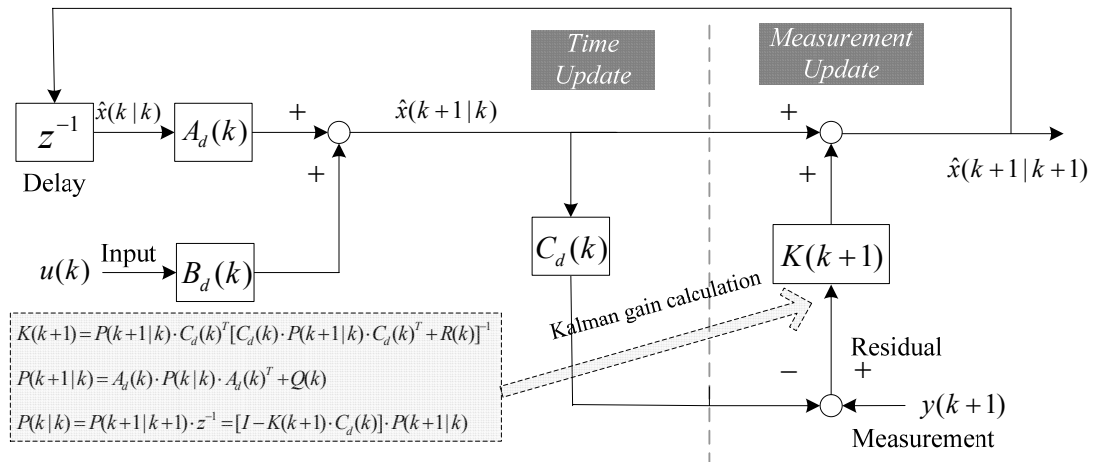 Time
Update
Measurement
Update
z⁻¹
x̂(k|k)
A_d(k)
+
+
x̂(k+1|k)
+
+
x̂(k+1|k+1)
Delay
u(k)
Input
B_d(k)
C_d(k)
K(k+1)
Kalman gain calculation
K(k+1)=P(k+1|k)·C_d(k)ᵀ[C_d(k)·P(k+1|k)·C_d(k)ᵀ+R(k)]⁻¹
P(k+1|k)=A_d(k)·P(k|k)·A_d(k)ᵀ+Q(k)
P(k|k)=P(k+1|k+1)·z⁻¹=[I−K(k+1)·C_d(k)]·P(k+1|k)
Residual
−
+
y(k+1)
Measurement